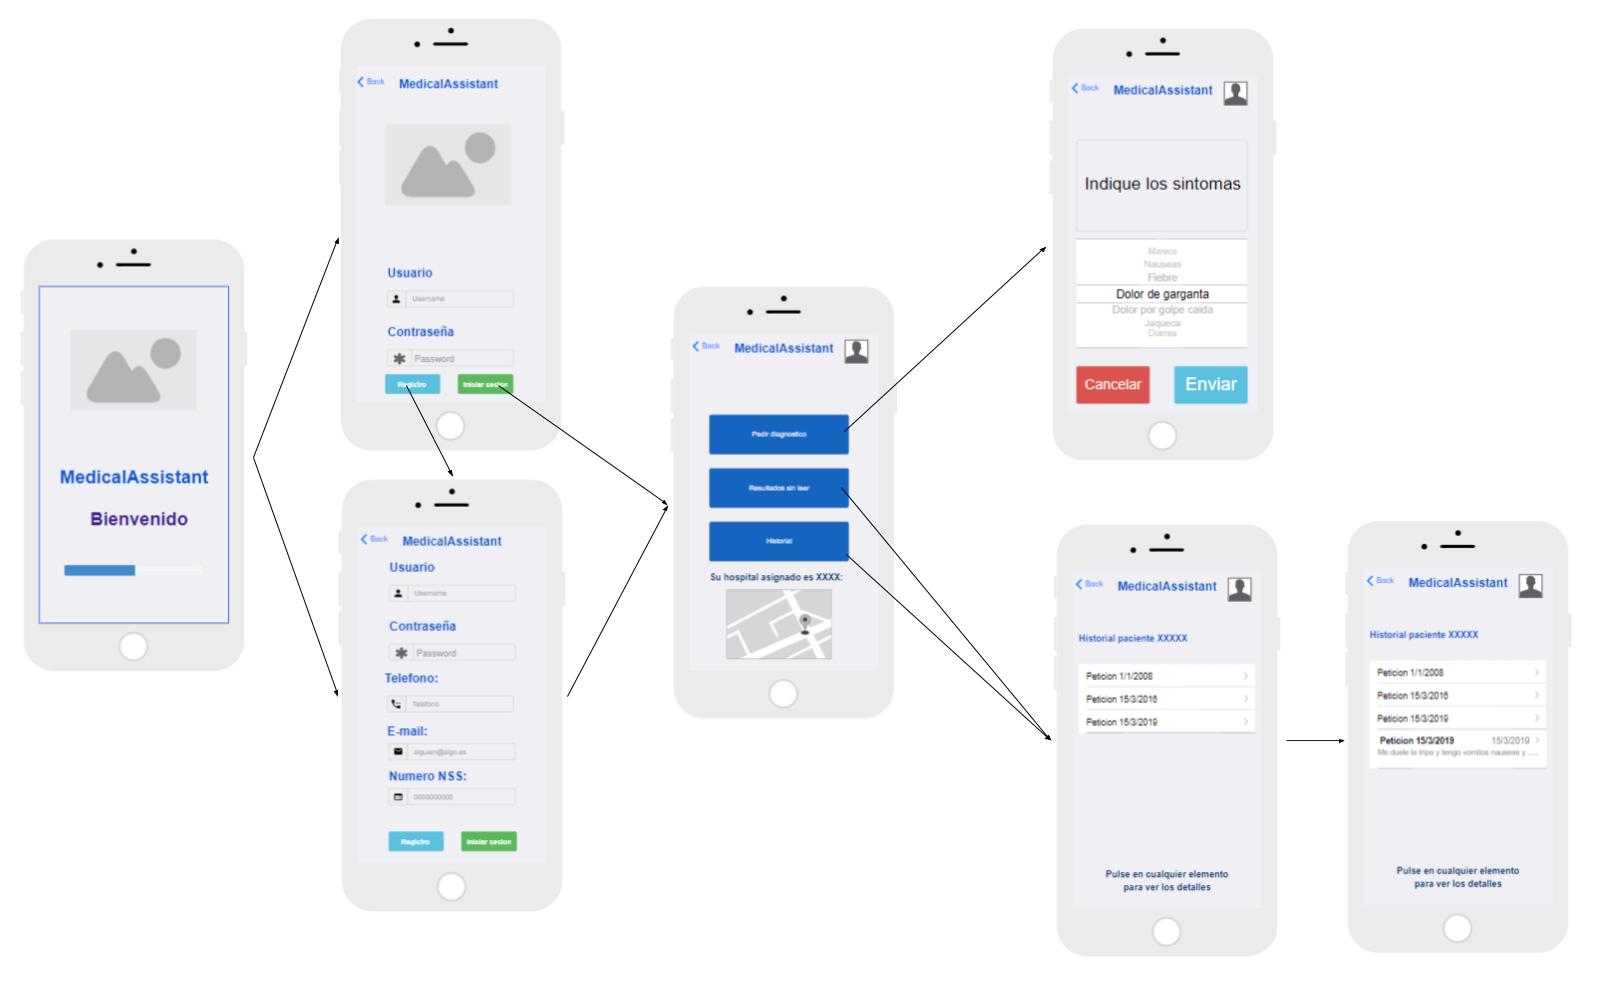 MedicalAssistant
Bienvenido
Back
MedicalAssistant
Usuario
Username
Contraseña
Password
Registro
Iniciar sesion
Back
MedicalAssistant
Usuario
Username
Contraseña
Password
Telefono:
Telefono
E-mail:
alguien@algo.es
Numero NSS:
0000000000
Registro
Iniciar sesion
Back
MedicalAssistant
Pedir diagnostico
Resultados sin leer
Historial
Su hospital asignado es XXXX:
Back
MedicalAssistant
Indique los sintomas
Mareos
Nauseas
Fiebre
Dolor de garganta
Dolor por golpe caida
Jaqueca
Diarrea
Cancelar
Enviar
Back
MedicalAssistant
Historial paciente XXXXX
Peticion 1/1/2008
Peticion 15/3/2016
Peticion 15/3/2019
Pulse en cualquier elemento
para ver los detalles
Back
MedicalAssistant
Historial paciente XXXXX
Peticion 1/1/2008
Peticion 15/3/2016
Peticion 15/3/2019
Peticion 15/3/2019 15/3/2019
Me duele la tripa y tengo vomitos nauseas y .....
Pulse en cualquier elemento
para ver los detalles